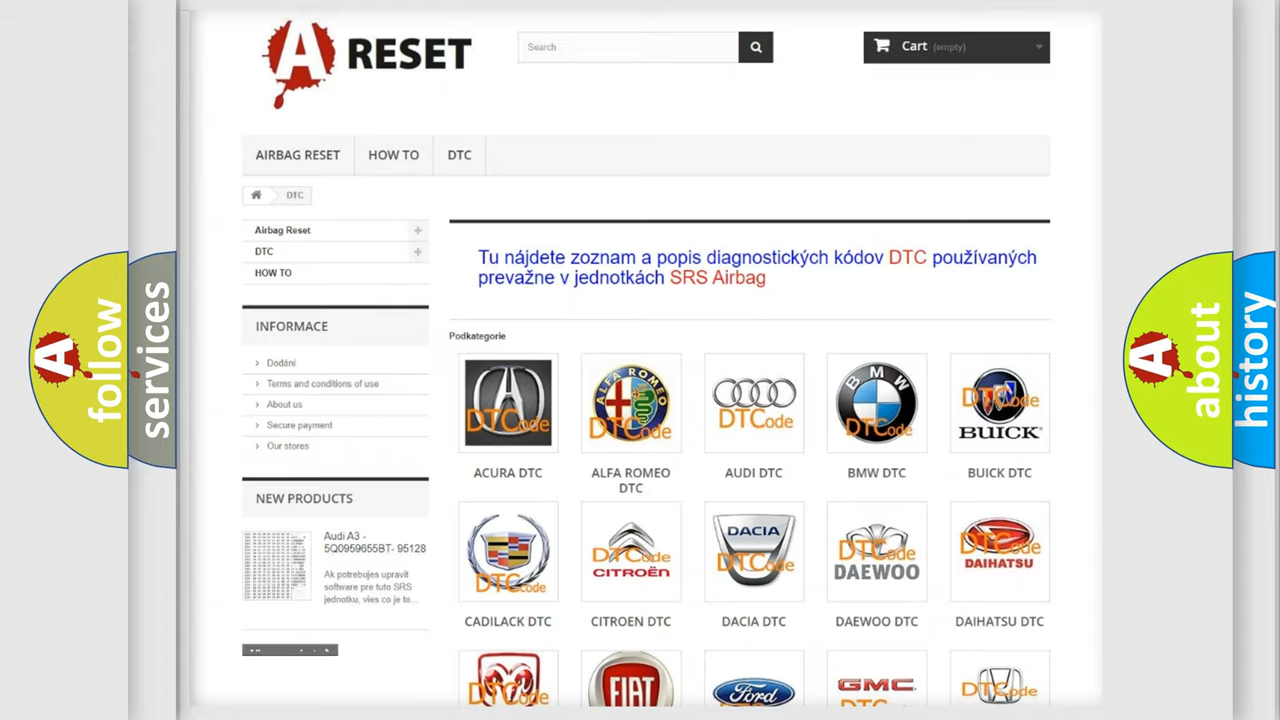 A RESET
Search
Cart (empty)
AIRBAG RESET
HOW TO
DTC
DTC
Airbag Reset
DTC
HOW TO
INFORMACE
Dodání
Terms and conditions of use
About us
Secure payment
Our stores
NEW PRODUCTS
Audi A3 -
5Q0959655BT- 95128
Ak potrebujes upravit
software pre tuto SRS
jednotku, vies co je to...
Tu nájdete zoznam a popis diagnostických kódov DTC používaných
prevažne v jednotkách SRS Airbag
Podkategorie
DTCode
ALFA ROMEO
DTCode
DTCode
BMW
DTCode
DTCode
BUICK
ACURA DTC
ALFA ROMEO
DTC
AUDI DTC
BMW DTC
BUICK DTC
DTCode
DTCode
CITROËN
DACIA
DTCode
DTCode
DAEWOO
DTCode
DAIHATSU
CADILACK DTC
CITROEN DTC
DACIA DTC
DAEWOO DTC
DAIHATSU DTC
DTCode
FIAT
Ford
GMC
DTCode
A follow
services
A about
history